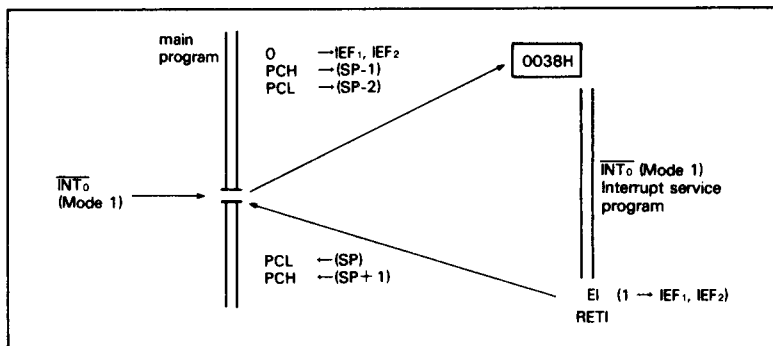 main
program
O →IEF₁, IEF₂
PCH →(SP-1)
PCL →(SP-2)
0038H
INT₀
(Mode 1)
INT₀ (Mode 1)
Interrupt service
program
PCL ←(SP)
PCH ←(SP+1)
EI (1 → IEF₁, IEF₂)
RETI